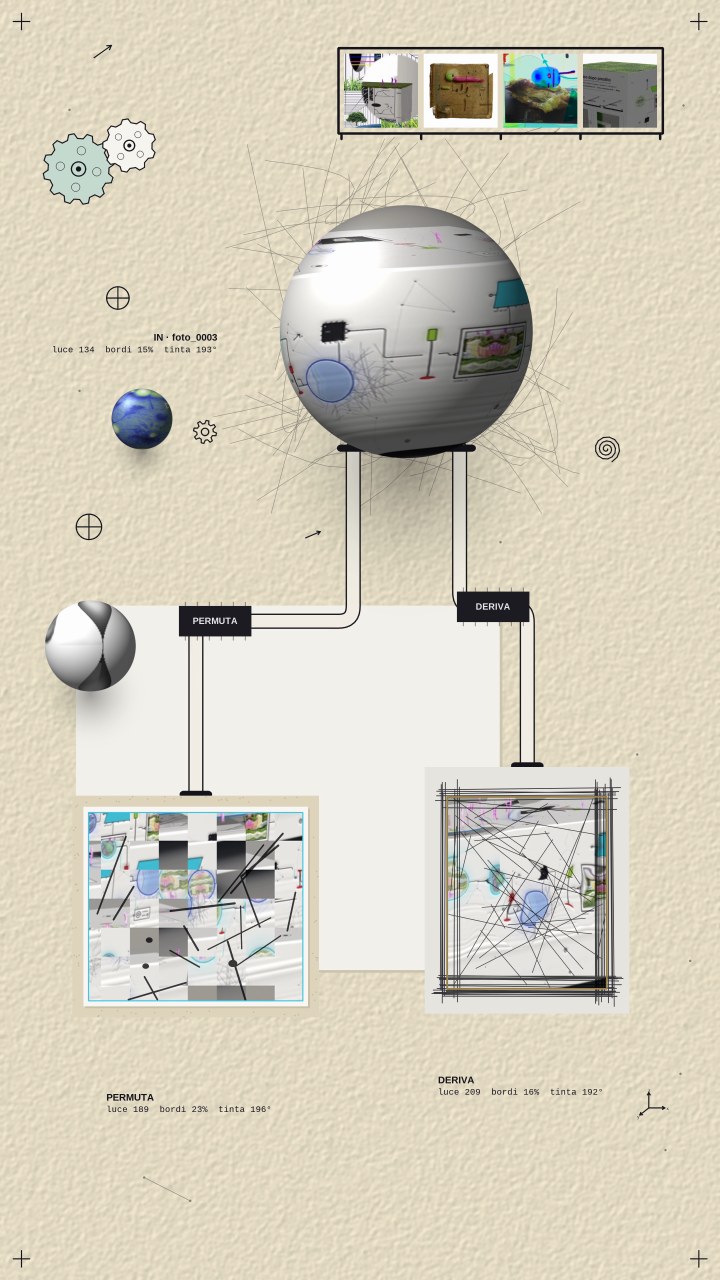 IN · foto_0003
luce 134  bordi 15%  tinta 193°
PERMUTA
DERIVA
DERIVA
luce 209  bordi 16%  tinta 192°
PERMUTA
luce 189  bordi 23%  tinta 196°